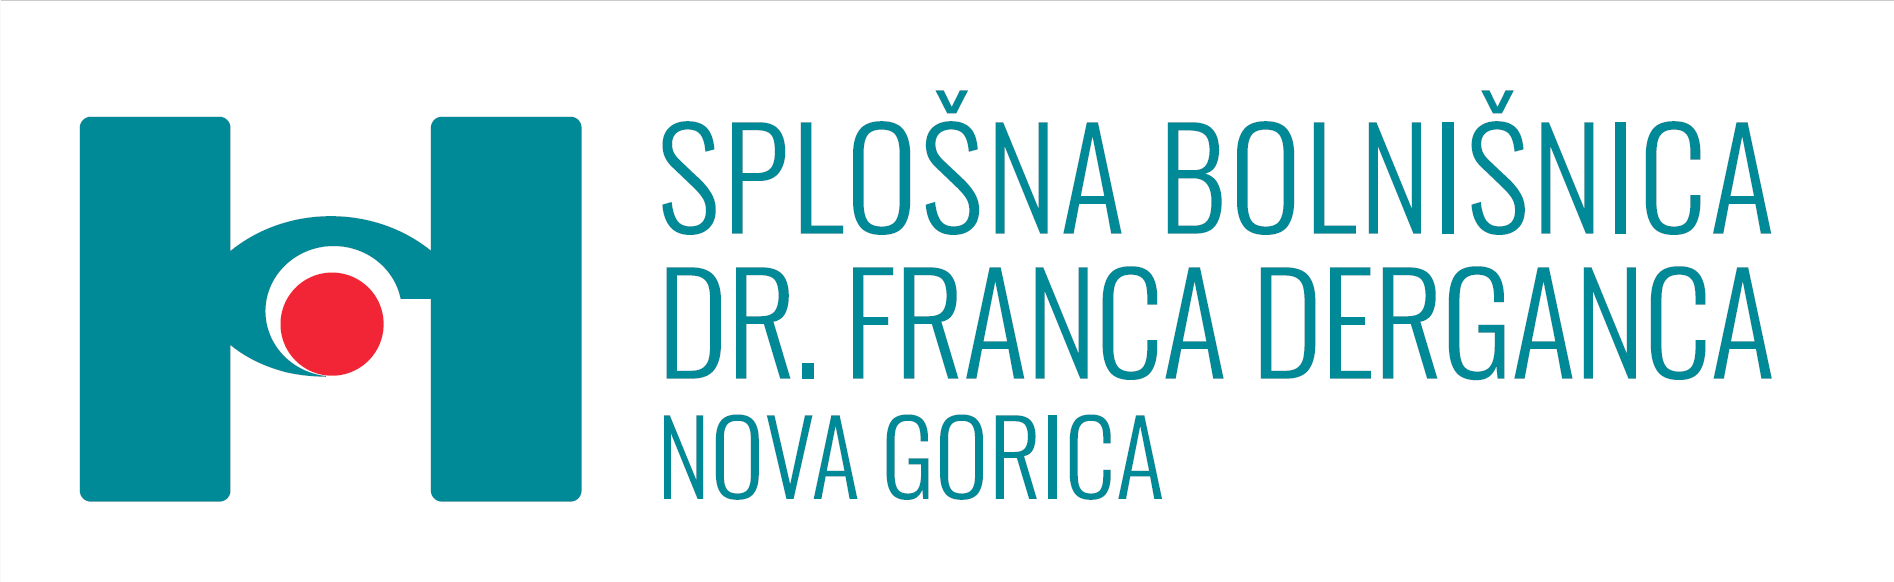 SPLOŠNA BOLNIŠNICA
DR. FRANCA DERGANCA
NOVA GORICA